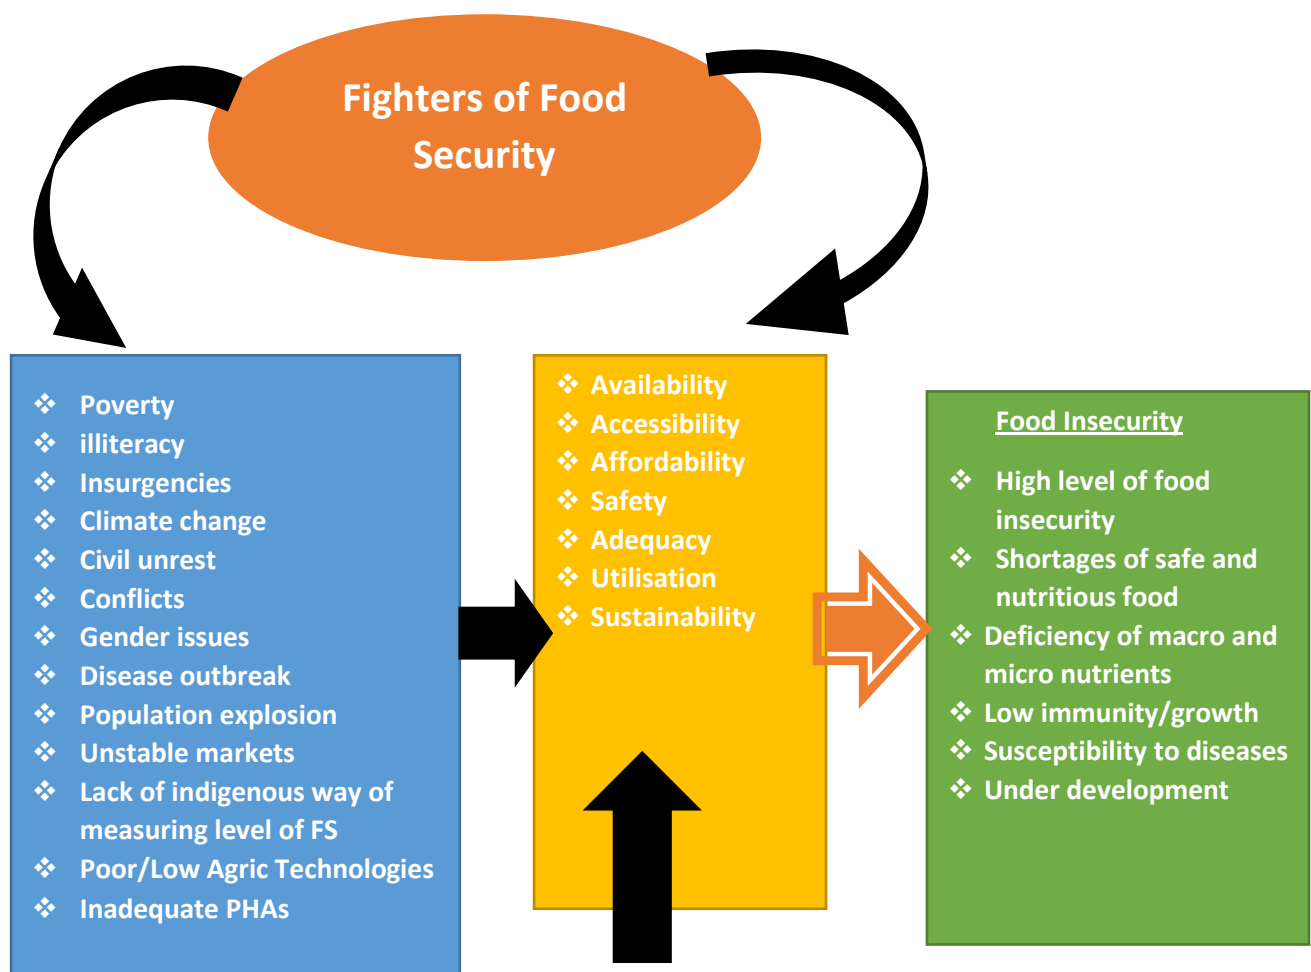 Fighters of Food
Security
❖ Poverty
❖ illiteracy
❖ Insurgencies
❖ Climate change
❖ Civil unrest
❖ Conflicts
❖ Gender issues
❖ Disease outbreak
❖ Population explosion
❖ Unstable markets
❖ Lack of indigenous way of
measuring level of FS
❖ Poor/Low Agric Technologies
❖ Inadequate PHAs
❖ Availability
❖ Accessibility
❖ Affordability
❖ Safety
❖ Adequacy
❖ Utilisation
❖ Sustainability
Food Insecurity
❖ High level of food
insecurity
❖ Shortages of safe and
nutritious food
❖ Deficiency of macro and
micro nutrients
❖ Low immunity/growth
❖ Susceptibility to diseases
❖ Under development